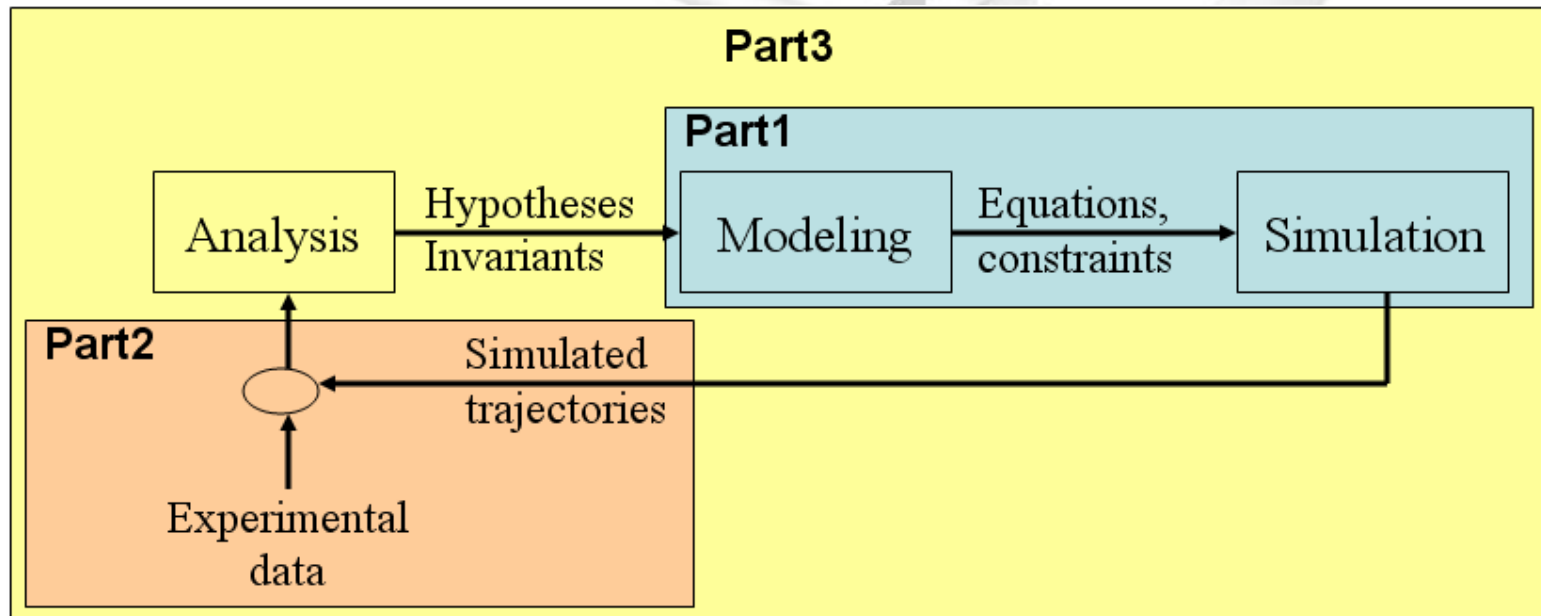 Part3
Part1
Analysis
Hypotheses
Invariants
Modeling
Equations,
constraints
Simulation
Part2
Simulated
trajectories
Experimental
data